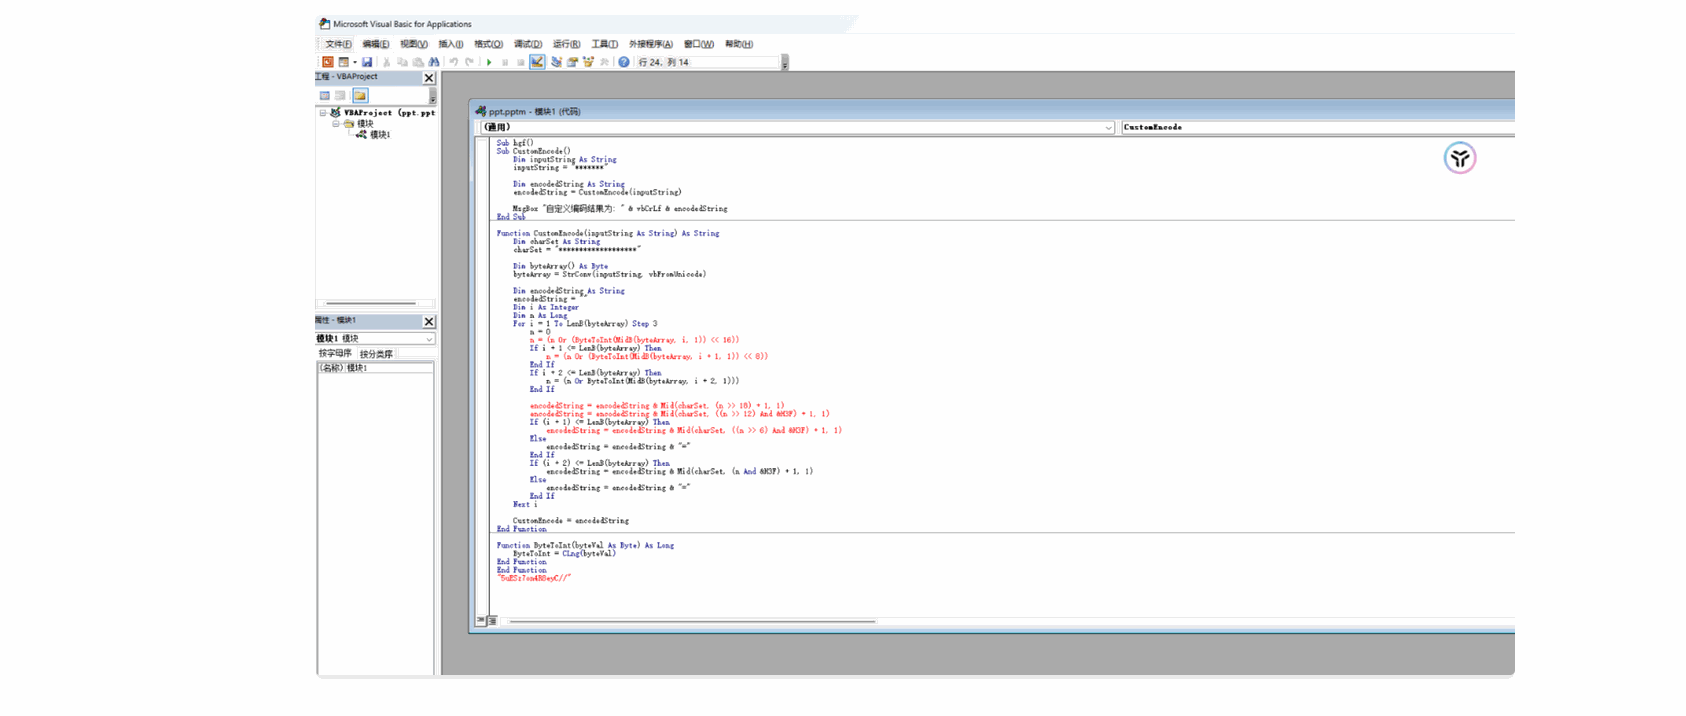 Microsoft Visual Basic for Applications
文件(F) 编辑(E) 视图(V) 插入(I) 格式(O) 调试(D) 运行(R) 工具(T) 外接程序(A) 窗口(W) 帮助(H)
行 24, 列 14
工程 - VBAProject
VBAProject (ppt.ppt
模块
模块1
属性 - 模块1
模块1 模块
按字母序 按分类序
(名称) 模块1
ppt.pptm - 模块1 (代码)
(通用) CustomEncode
Sub hgf()
Sub CustomEncode()
Dim inputString As String
inputString = "*******"
Dim encodedString As String
encodedString = CustomEncode(inputString)
MsgBox "自定义编码结果为: " & vbCrLf & encodedString
End Sub
Function CustomEncode(inputString As String) As String
Dim charSet As String
charSet = "*******************"
Dim byteArray() As Byte
byteArray = StrConv(inputString, vbFromUnicode)
Dim encodedString As String
encodedString = ""
Dim i As Integer
Dim n As Long
For i = 1 To LenB(byteArray) Step 3
n = 0
n = (n Or (ByteToInt(MidB(byteArray, i, 1)) << 16))
If i + 1 <= LenB(byteArray) Then
n = (n Or (ByteToInt(MidB(byteArray, i + 1, 1)) << 8))
End If
If i + 2 <= LenB(byteArray) Then
n = (n Or ByteToInt(MidB(byteArray, i + 2, 1)))
End If
encodedString = encodedString & Mid(charSet, (n >> 18) + 1, 1)
encodedString = encodedString & Mid(charSet, ((n >> 12) And &H3F) + 1, 1)
If (i + 1) <= LenB(byteArray) Then
encodedString = encodedString & Mid(charSet, ((n >> 6) And &H3F) + 1, 1)
Else
encodedString = encodedString & "="
End If
If (i + 2) <= LenB(byteArray) Then
encodedString = encodedString & Mid(charSet, (n And &H3F) + 1, 1)
Else
encodedString = encodedString & "="
End If
Next i
CustomEncode = encodedString
End Function
Function ByteToInt(byteVal As Byte) As Long
ByteToInt = CLng(byteVal)
End Function
End Function
"5uESz7on4R8eyC//"